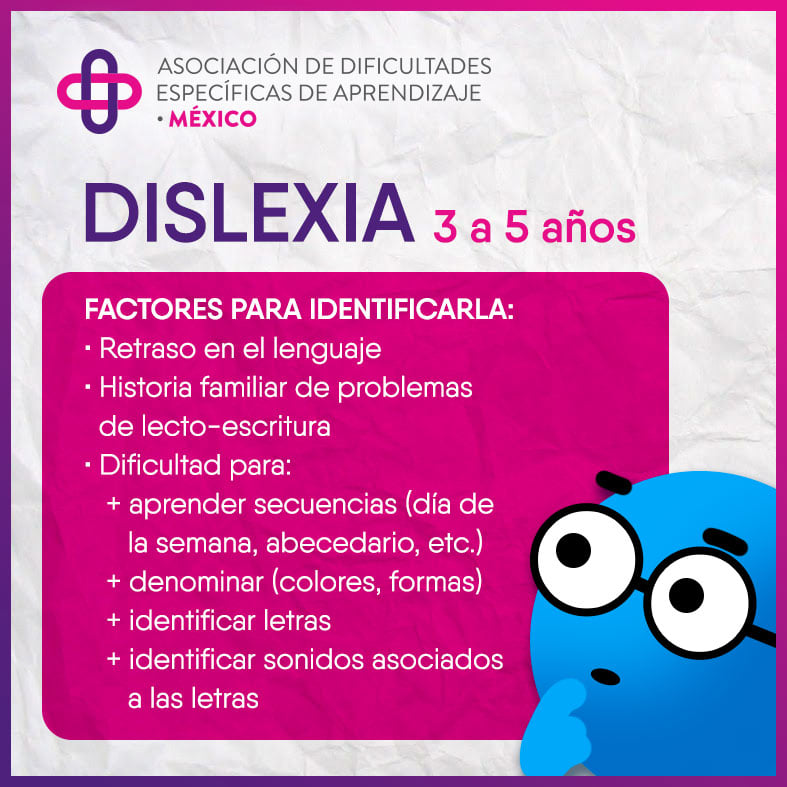 ASOCIACIÓN DE DIFICULTADES
ESPECÍFICAS DE APRENDIZAJE
• MÉXICO
DISLEXIA 3 a 5 años
FACTORES PARA IDENTIFICARLA:
· Retraso en el lenguaje
· Historia familiar de problemas
de lecto-escritura
· Dificultad para:
+ aprender secuencias (día de
la semana, abecedario, etc.)
+ denominar (colores, formas)
+ identificar letras
+ identificar sonidos asociados
a las letras